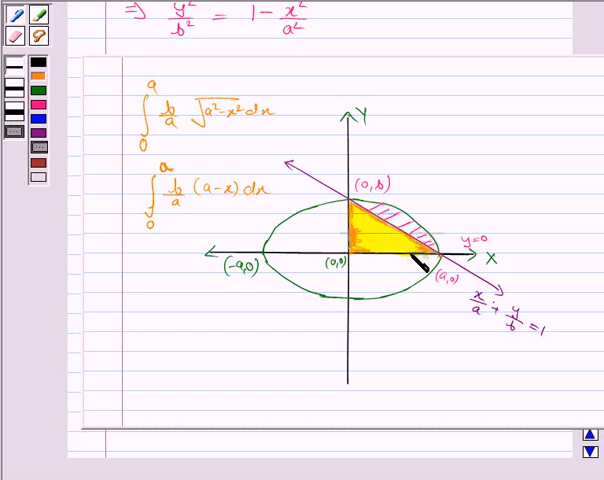 ⇒ y²/b² = 1 - x²/a²
∫₀ᵃ b/a √(a²-x²) dx
∫₀ᵃ b/a (a-x) dx
Y
(0, b)
y=0
X
(-a,0)
(0,0)
(a,0)
x/a + y/b = 1